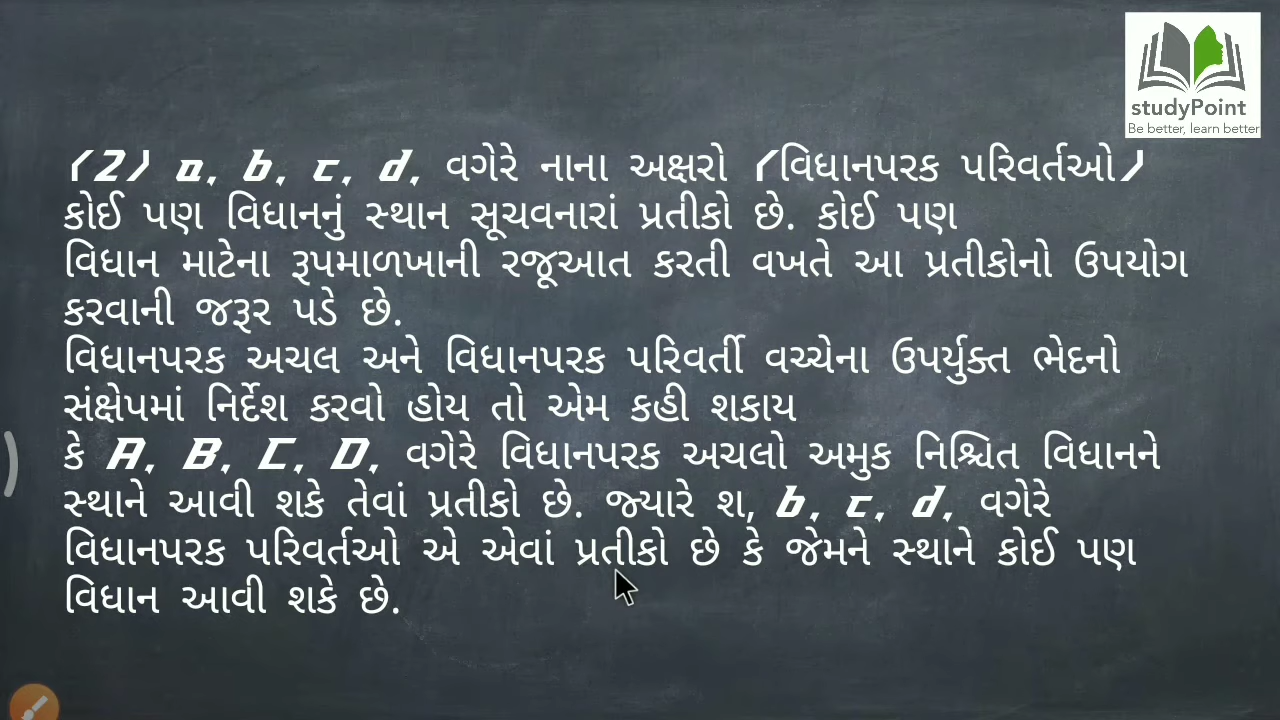 studyPoint
Be better, learn better
(2) a, b, c, d, વગેરે નાના અક્ષરો (વિધાનપરક પરિવર્તઓ)
કોઈ પણ વિધાનનું સ્થાન સૂચવનારાં પ્રતીકો છે. કોઈ પણ
વિધાન માટેના રૂપમાળખાની રજૂઆત કરતી વખતે આ પ્રતીકોનો ઉપયોગ
કરવાની જરૂર પડે છે.
વિધાનપરક અચલ અને વિધાનપરક પરિવર્તી વચ્ચેના ઉપર્યુક્ત ભેદનો
સંક્ષેપમાં નિર્દેશ કરવો હોય તો એમ કહી શકાય
કે A, B, C, D, વગેરે વિધાનપરક અચલો અમુક નિશ્ચિત વિધાનને
સ્થાને આવી શકે તેવાં પ્રતીકો છે. જ્યારે શ, b, c, d, વગેરે
વિધાનપરક પરિવર્તઓ એ એવાં પ્રતીકો છે કે જેમને સ્થાને કોઈ પણ
વિધાન આવી શકે છે.